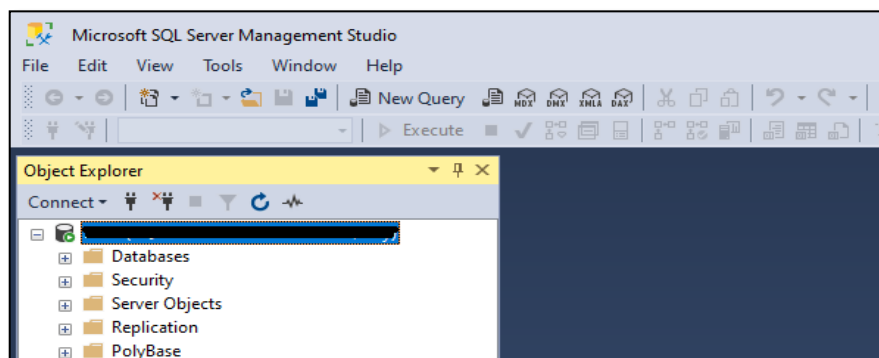 Microsoft SQL Server Management Studio
File Edit View Tools Window Help
New Query MDX DMX XMLA DAX
Execute
Object Explorer
Connect
Databases
Security
Server Objects
Replication
PolyBase